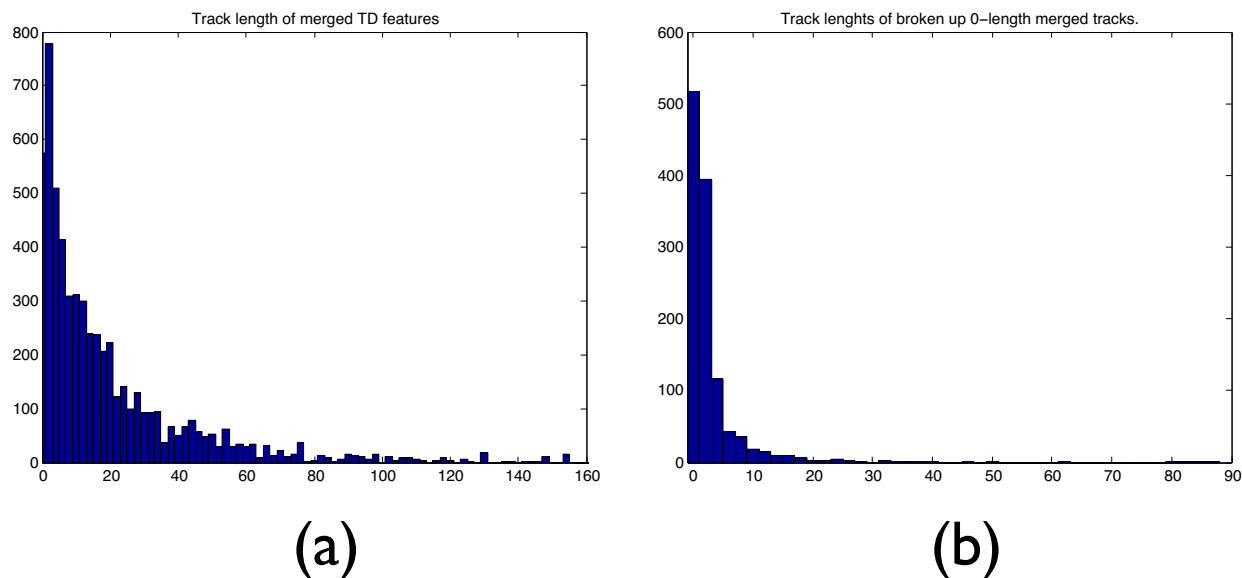 Track length of merged TD features
800
700
600
500
400
300
200
100
0
0 20 40 60 80 100 120 140 160
(a)
Track lenghts of broken up 0−length merged tracks.
600
500
400
300
200
100
0
0 10 20 30 40 50 60 70 80 90
(b)